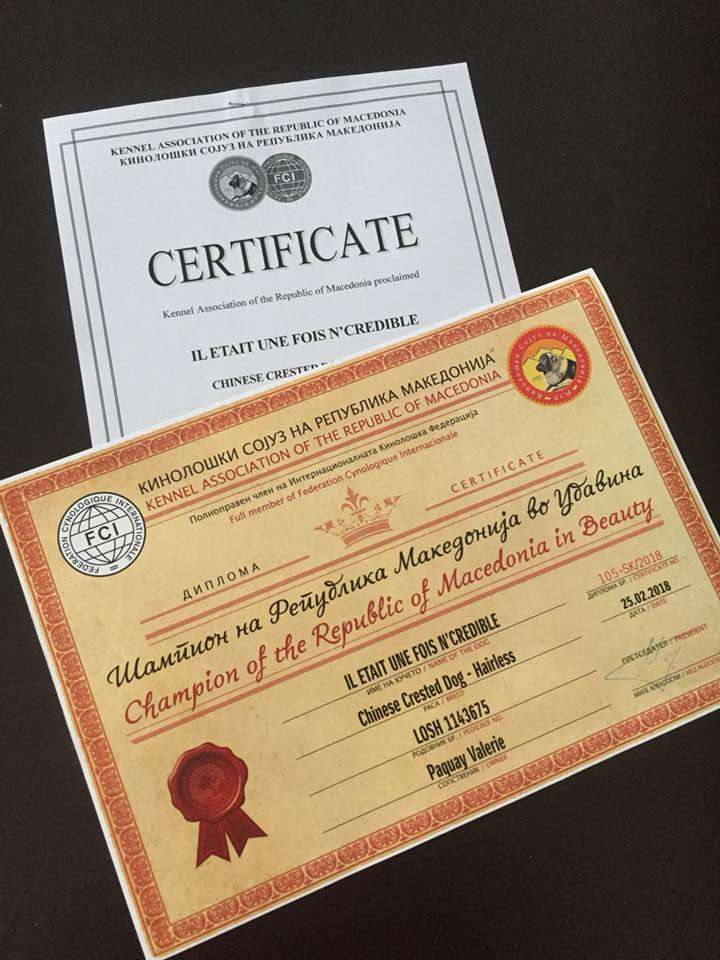 KENNEL ASSOCIATION OF THE REPUBLIC OF MACEDONIA
КИНОЛОШКИ СОЈУЗ НА РЕПУБЛИКА МАКЕДОНИЈА
FCI
CERTIFICATE
Kennel Association of the Republic of Macedonia proclaimed
IL ETAIT UNE FOIS N'CREDIBLE
CHINESE CRESTED
КИНОЛОШКИ СОЈУЗ НА РЕПУБЛИКА МАКЕДОНИЈА
KENNEL ASSOCIATION OF THE REPUBLIC OF MACEDONIA
Полноправен член на Интернационалната Кинолошка Федерација
Full member of Federation Cynologique Internacionale
FEDERATION CYNOLOGIQUE INTERNATIONALE
FCI
ДИПЛОМА
CERTIFICATE
Шампион на Република Македонија во Убавина
Champion of the Republic of Macedonia in Beauty
105-SK/2018
ДИПЛОМА БР. / CERTIFICATE NO.
25.02.2018
ДАТА / DATE
IL ETAIT UNE FOIS N'CREDIBLE
ИМЕ НА КУЧЕТО / NAME OF THE DOG
Chinese Crested Dog - Hairless
РАСА / BREED
LOSH 1143675
РОДОВНИК БР. / PEDIGREE NO.
Paquay Valerie
СОПСТВЕНИК / OWNER
ПРЕТСЕДАТЕЛ / PRESIDENT